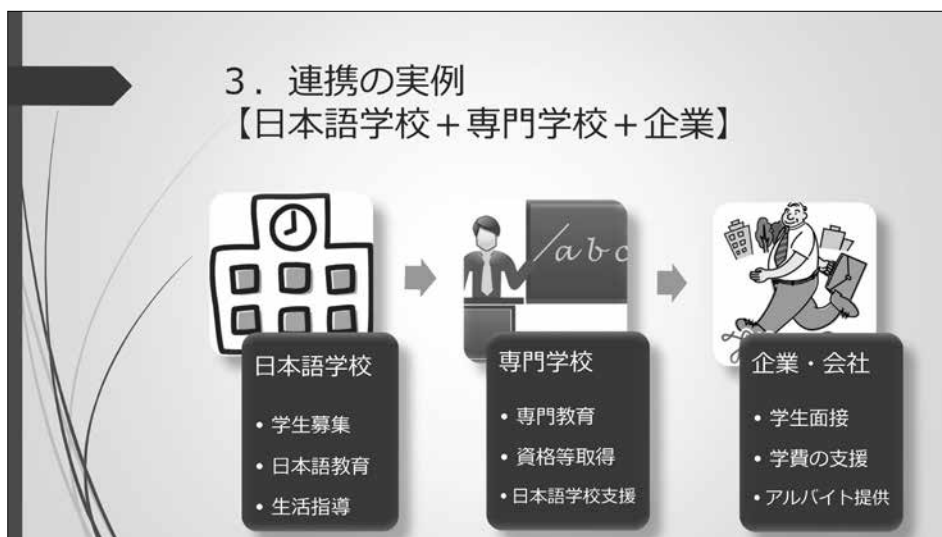 3．連携の実例
【日本語学校＋専門学校＋企業】
abc
日本語学校
• 学生募集
• 日本語教育
• 生活指導
専門学校
• 専門教育
• 資格等取得
• 日本語学校支援
企業・会社
• 学生面接
• 学費の支援
• アルバイト提供